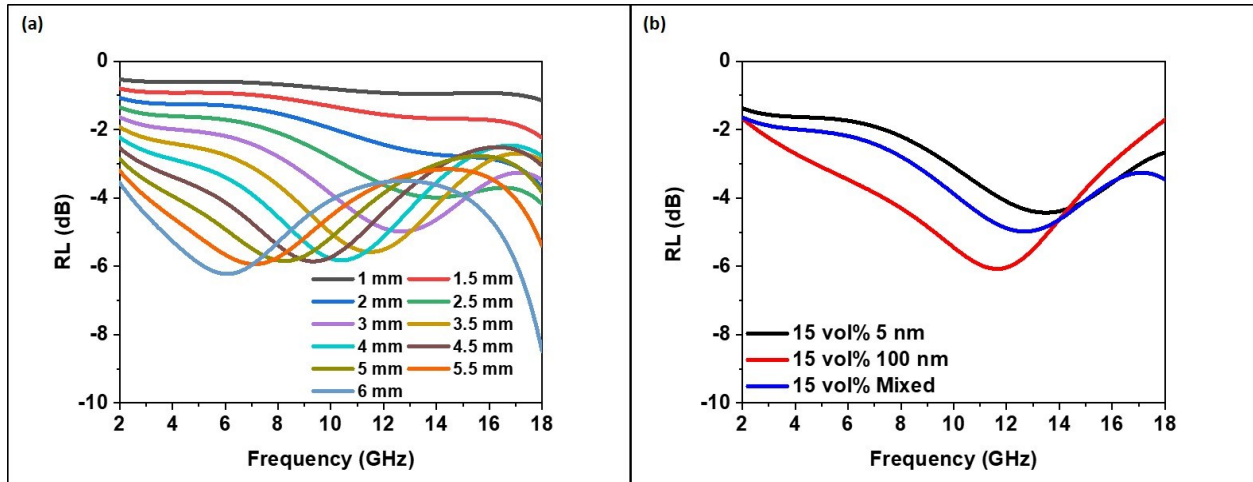 (a)
RL (dB)
0
-2
-4
-6
-8
-10
1 mm 1.5 mm
2 mm 2.5 mm
3 mm 3.5 mm
4 mm 4.5 mm
5 mm 5.5 mm
6 mm
2 4 6 8 10 12 14 16 18
Frequency (GHz)
(b)
RL (dB)
0
-2
-4
-6
-8
-10
15 vol% 5 nm
15 vol% 100 nm
15 vol% Mixed
2 4 6 8 10 12 14 16 18
Frequency (GHz)